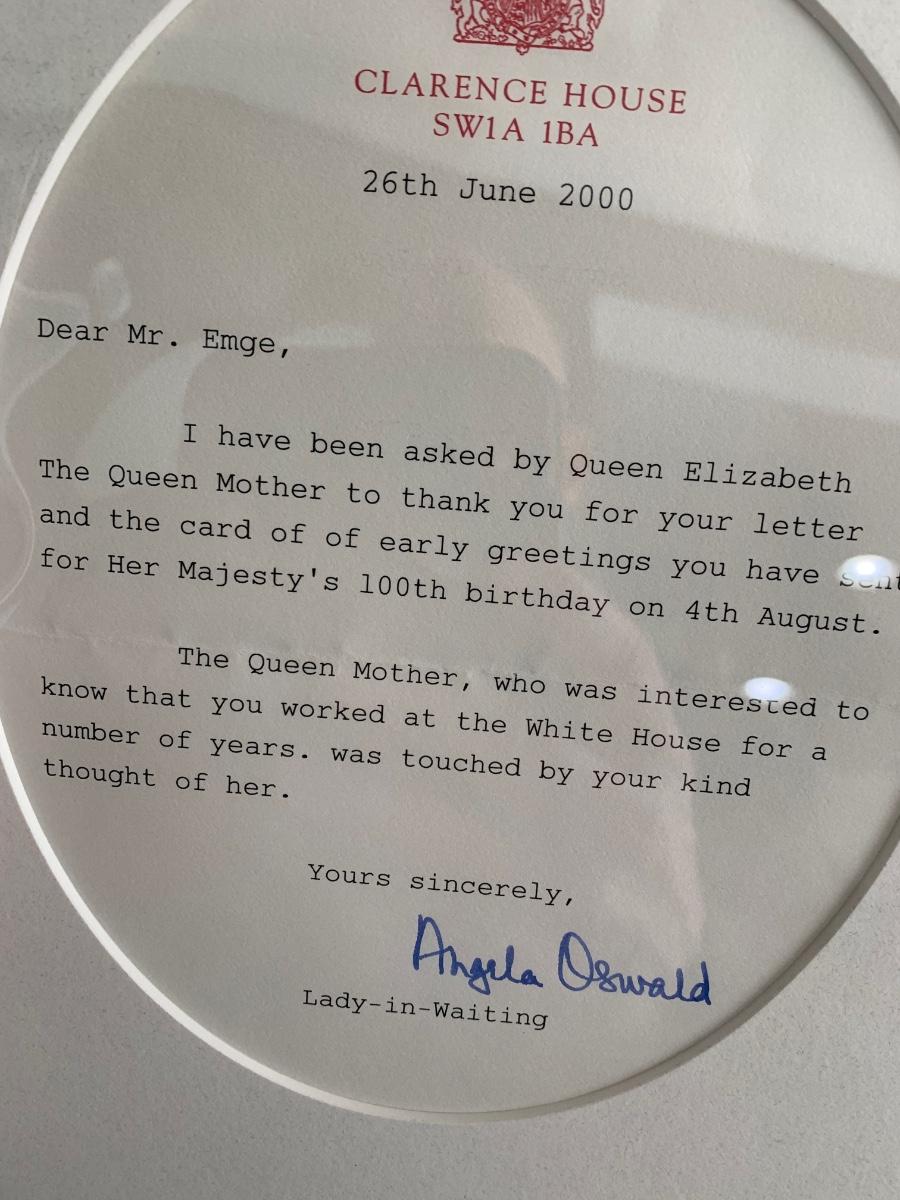 CLARENCE HOUSE
SW1A 1BA
26th June 2000
Dear Mr. Emge,
I have been asked by Queen Elizabeth
The Queen Mother to thank you for your letter
and the card of of early greetings you have sent
for Her Majesty's 100th birthday on 4th August.
The Queen Mother, who was interested to
know that you worked at the White House for a
number of years. was touched by your kind
thought of her.
Yours sincerely,
Angela Oswald
Lady-in-Waiting